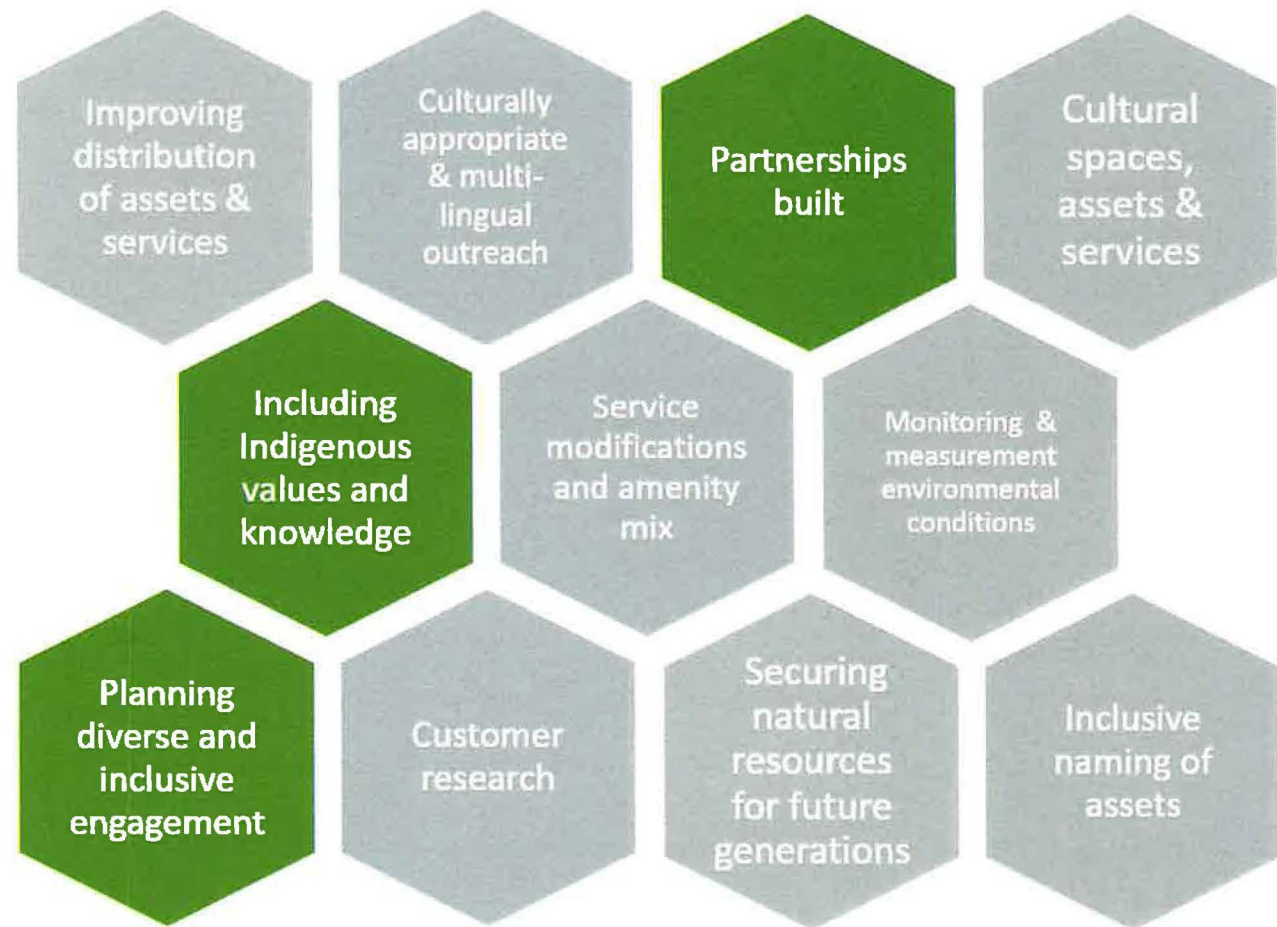 Improving
distribution
of assets &
services
Culturally
appropriate
& multi-
lingual
outreach
Partnerships
built
Cultural
spaces,
assets &
services
Including
Indigenous
values and
knowledge
Service
modifications
and amenity
mix
Monitoring &
measurement
environmental
conditions
Planning
diverse and
inclusive
engagement
Customer
research
Securing
natural
resources
for future
generations
Inclusive
naming of
assets